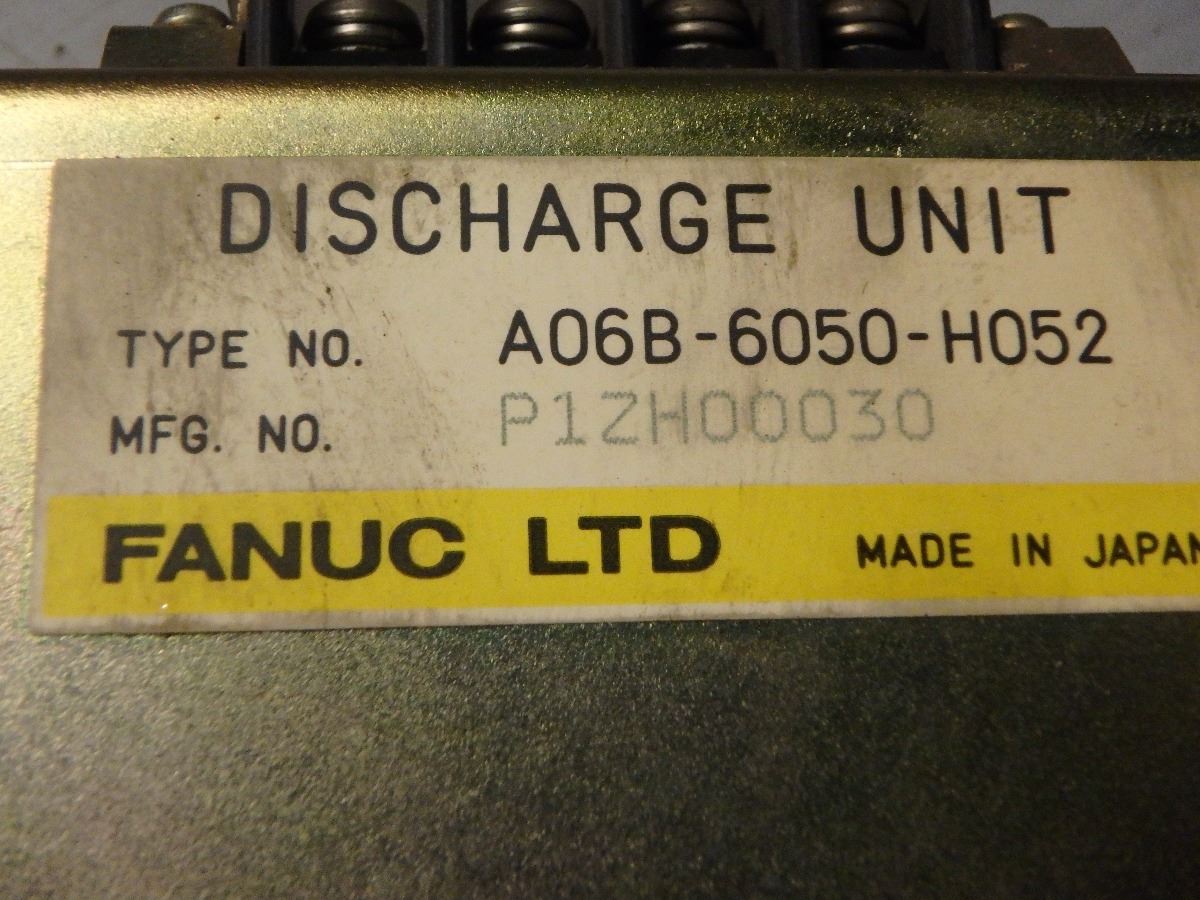 DISCHARGE UNIT
TYPE NO. A06B-6050-H052
MFG. NO. P1ZH00030
FANUC LTD MADE IN JAPAN